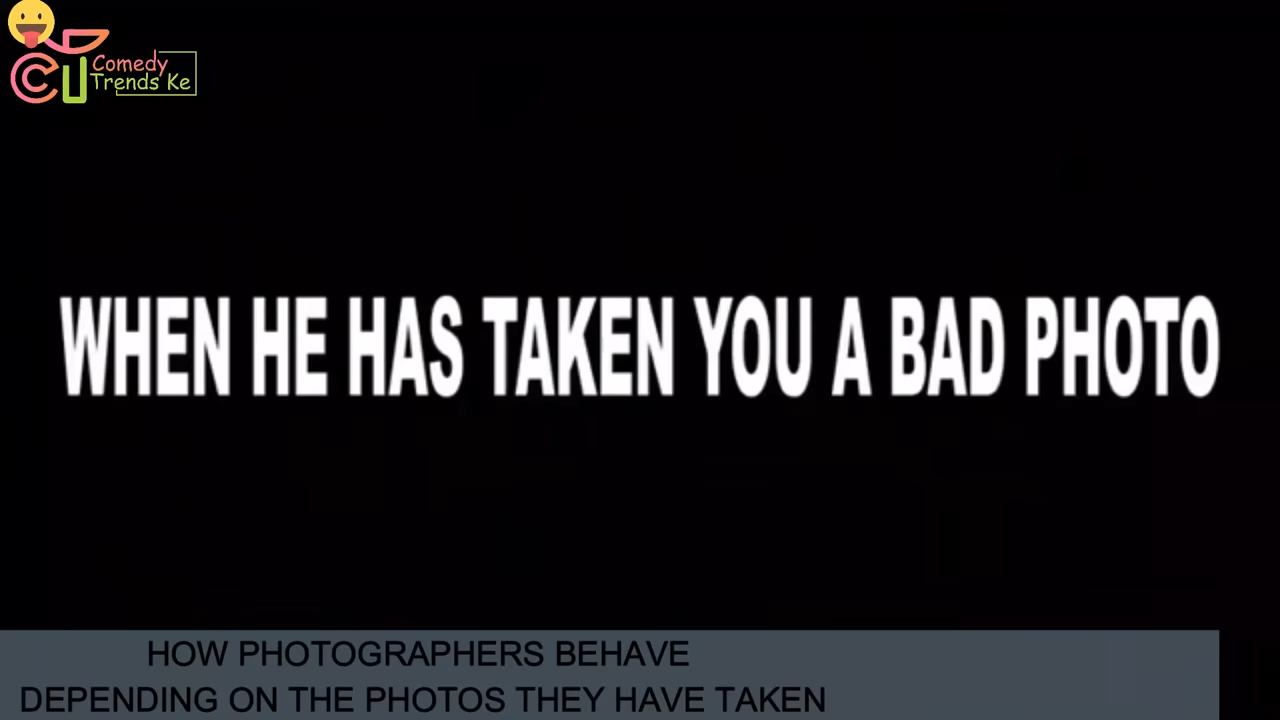 Comedy
Trends Ke
WHEN HE HAS TAKEN YOU A BAD PHOTO
HOW PHOTOGRAPHERS BEHAVE
DEPENDING ON THE PHOTOS THEY HAVE TAKEN